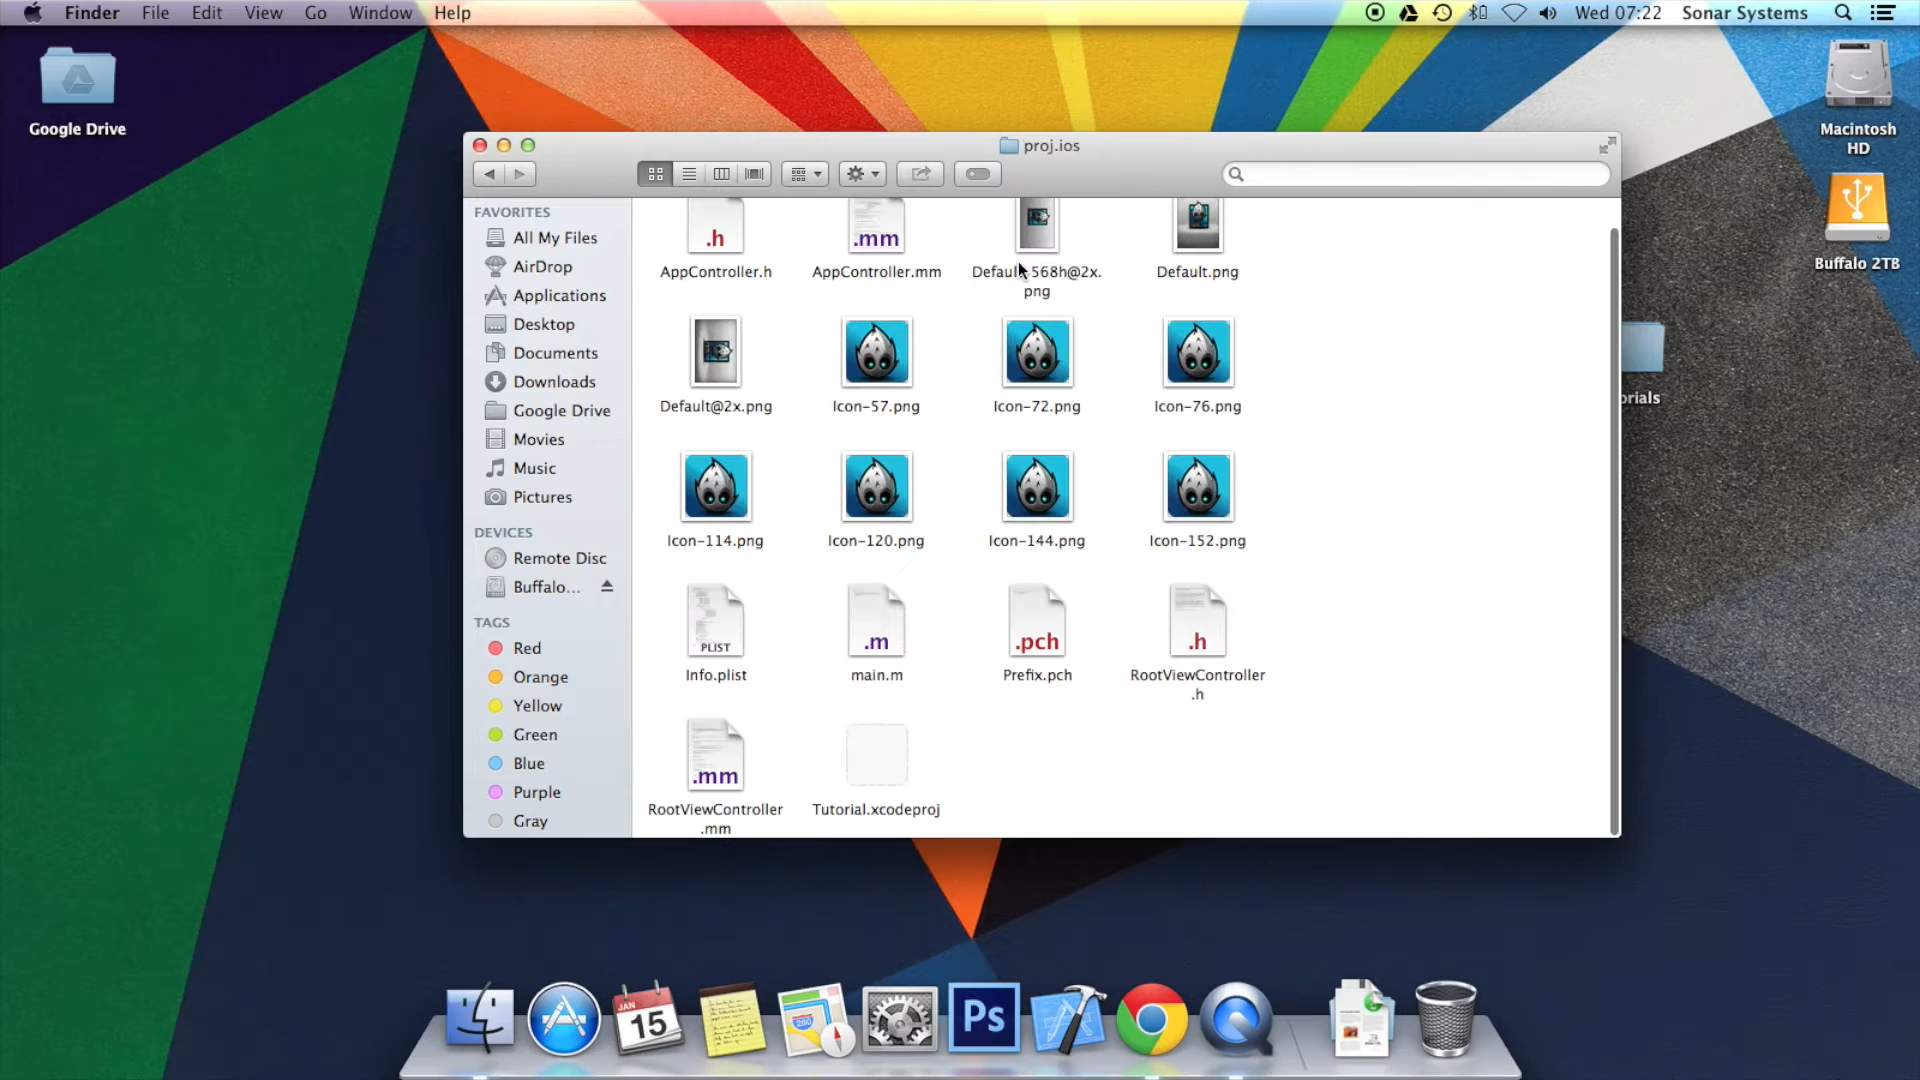 Finder File Edit View Go Window Help
Wed 07:22 Sonar Systems
Google Drive
Macintosh
HD
Buffalo 2TB
orials
proj.ios
FAVORITES
All My Files
AirDrop
Applications
Desktop
Documents
Downloads
Google Drive
Movies
Music
Pictures
DEVICES
Remote Disc
Buffalo...
TAGS
Red
Orange
Yellow
Green
Blue
Purple
Gray
.h .mm
AppController.h AppController.mm Default-568h@2x. Default.png
png
Default@2x.png Icon-57.png Icon-72.png Icon-76.png
Icon-114.png Icon-120.png Icon-144.png Icon-152.png
PLIST .m .pch .h
Info.plist main.m Prefix.pch RootViewController
.h
.mm
RootViewController Tutorial.xcodeproj
.mm
JAN
15
280
Ps